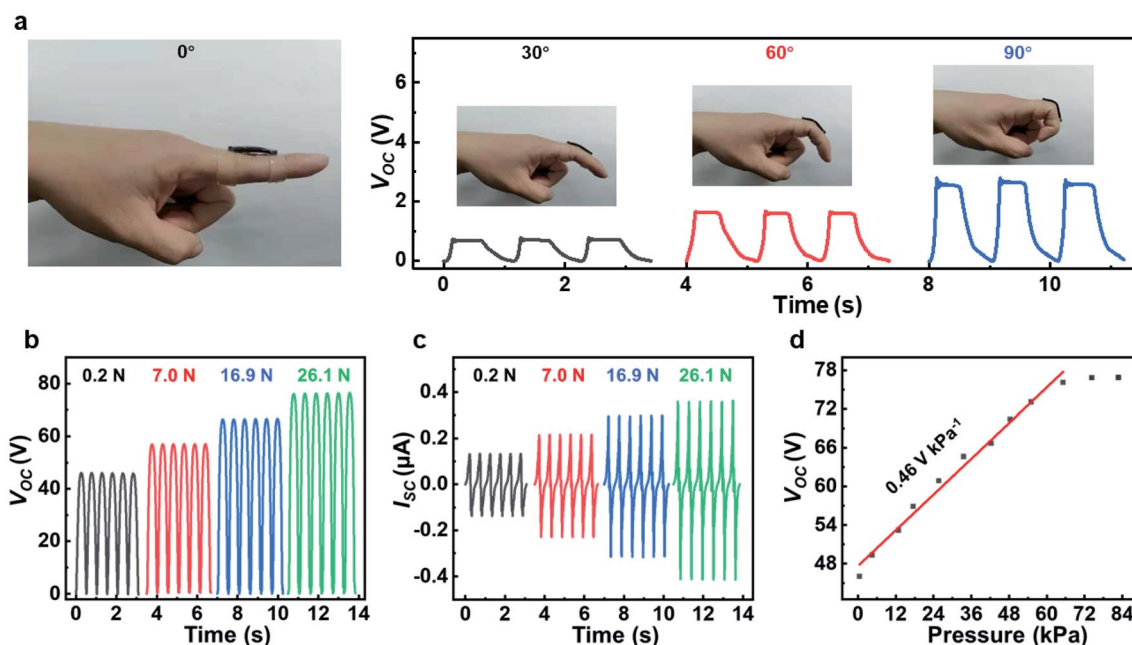 a
0°
30°
60°
90°
V_OC (V)
6
4
2
0
0 2 4 6 8 10
Time (s)
b
0.2 N 7.0 N 16.9 N 26.1 N
V_OC (V)
80
60
40
20
0
0 2 4 6 8 10 12 14
Time (s)
c
0.2 N 7.0 N 16.9 N 26.1 N
I_SC (μA)
0.4
0.2
0.0
-0.2
-0.4
0 2 4 6 8 10 12 14
Time (s)
d
V_OC (V)
78
72
66
60
54
48
0.46 V kPa⁻¹
0 12 24 36 48 60 72 84
Pressure (kPa)